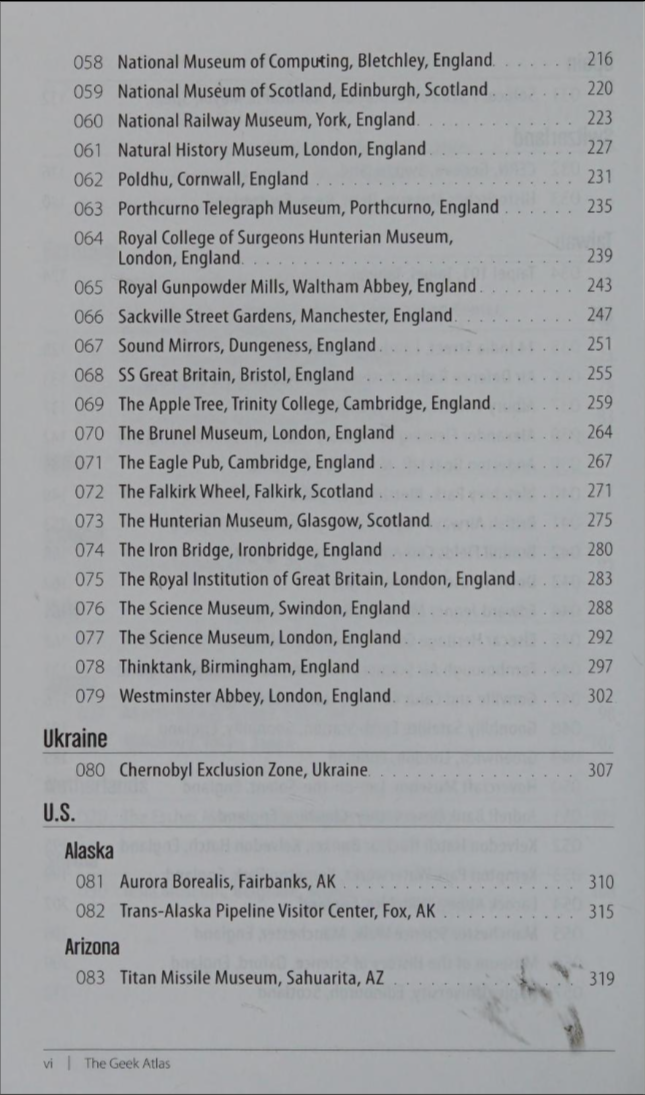 058 National Museum of Computing, Bletchley, England. . . . . . . 216
059 National Museum of Scotland, Edinburgh, Scotland . . . . . . . 220
060 National Railway Museum, York, England. . . . . . . . . . . . . 223
061 Natural History Museum, London, England . . . . . . . . . . . . 227
062 Poldhu, Cornwall, England . . . . . . . . . . . . . . . . . . . . 231
063 Porthcurno Telegraph Museum, Porthcurno, England . . . . . . 235
064 Royal College of Surgeons Hunterian Museum,
London, England. . . . . . . . . . . . . . . . . . . . . . . . . . 239
065 Royal Gunpowder Mills, Waltham Abbey, England. . . . . . . . 243
066 Sackville Street Gardens, Manchester, England. . . . . . . . . . 247
067 Sound Mirrors, Dungeness, England . . . . . . . . . . . . . . . 251
068 SS Great Britain, Bristol, England . . . . . . . . . . . . . . . . . 255
069 The Apple Tree, Trinity College, Cambridge, England. . . . . . . 259
070 The Brunel Museum, London, England . . . . . . . . . . . . . . 264
071 The Eagle Pub, Cambridge, England . . . . . . . . . . . . . . . 267
072 The Falkirk Wheel, Falkirk, Scotland . . . . . . . . . . . . . . . 271
073 The Hunterian Museum, Glasgow, Scotland. . . . . . . . . . . . 275
074 The Iron Bridge, Ironbridge, England . . . . . . . . . . . . . . . 280
075 The Royal Institution of Great Britain, London, England. . . . . 283
076 The Science Museum, Swindon, England . . . . . . . . . . . . . 288
077 The Science Museum, London, England . . . . . . . . . . . . . . 292
078 Thinktank, Birmingham, England . . . . . . . . . . . . . . . . . 297
079 Westminster Abbey, London, England. . . . . . . . . . . . . . . 302
Ukraine
080 Chernobyl Exclusion Zone, Ukraine. . . . . . . . . . . . . . . . 307
U.S.
Alaska
081 Aurora Borealis, Fairbanks, AK . . . . . . . . . . . . . . . . . . 310
082 Trans-Alaska Pipeline Visitor Center, Fox, AK . . . . . . . . . . . 315
Arizona
083 Titan Missile Museum, Sahuarita, AZ . . . . . . . . . . . . . . . 319
vi | The Geek Atlas